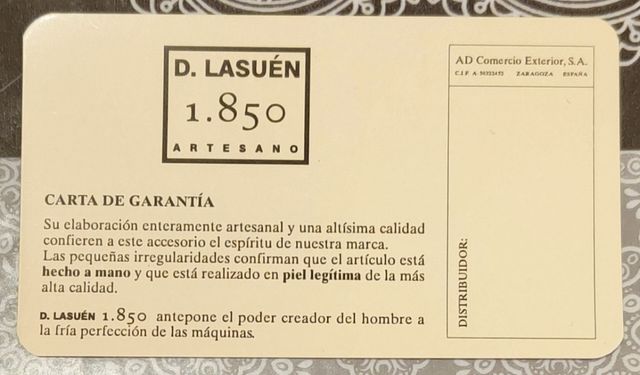 D. LASUÉN
1.850
ARTESANO
AD Comercio Exterior, S.A.
ZARAGOZA ESPAÑA
DISTRIBUIDOR:
CARTA DE GARANTÍA
Su elaboración enteramente artesanal y una altísima calidad
confieren a este accesorio el espíritu de nuestra marca.
Las pequeñas irregularidades confirman que el artículo está
hecho a mano y que está realizado en piel legítima de la más
alta calidad.
D. LASUÉN 1.850 antepone el poder creador del hombre a
la fría perfección de las máquinas.